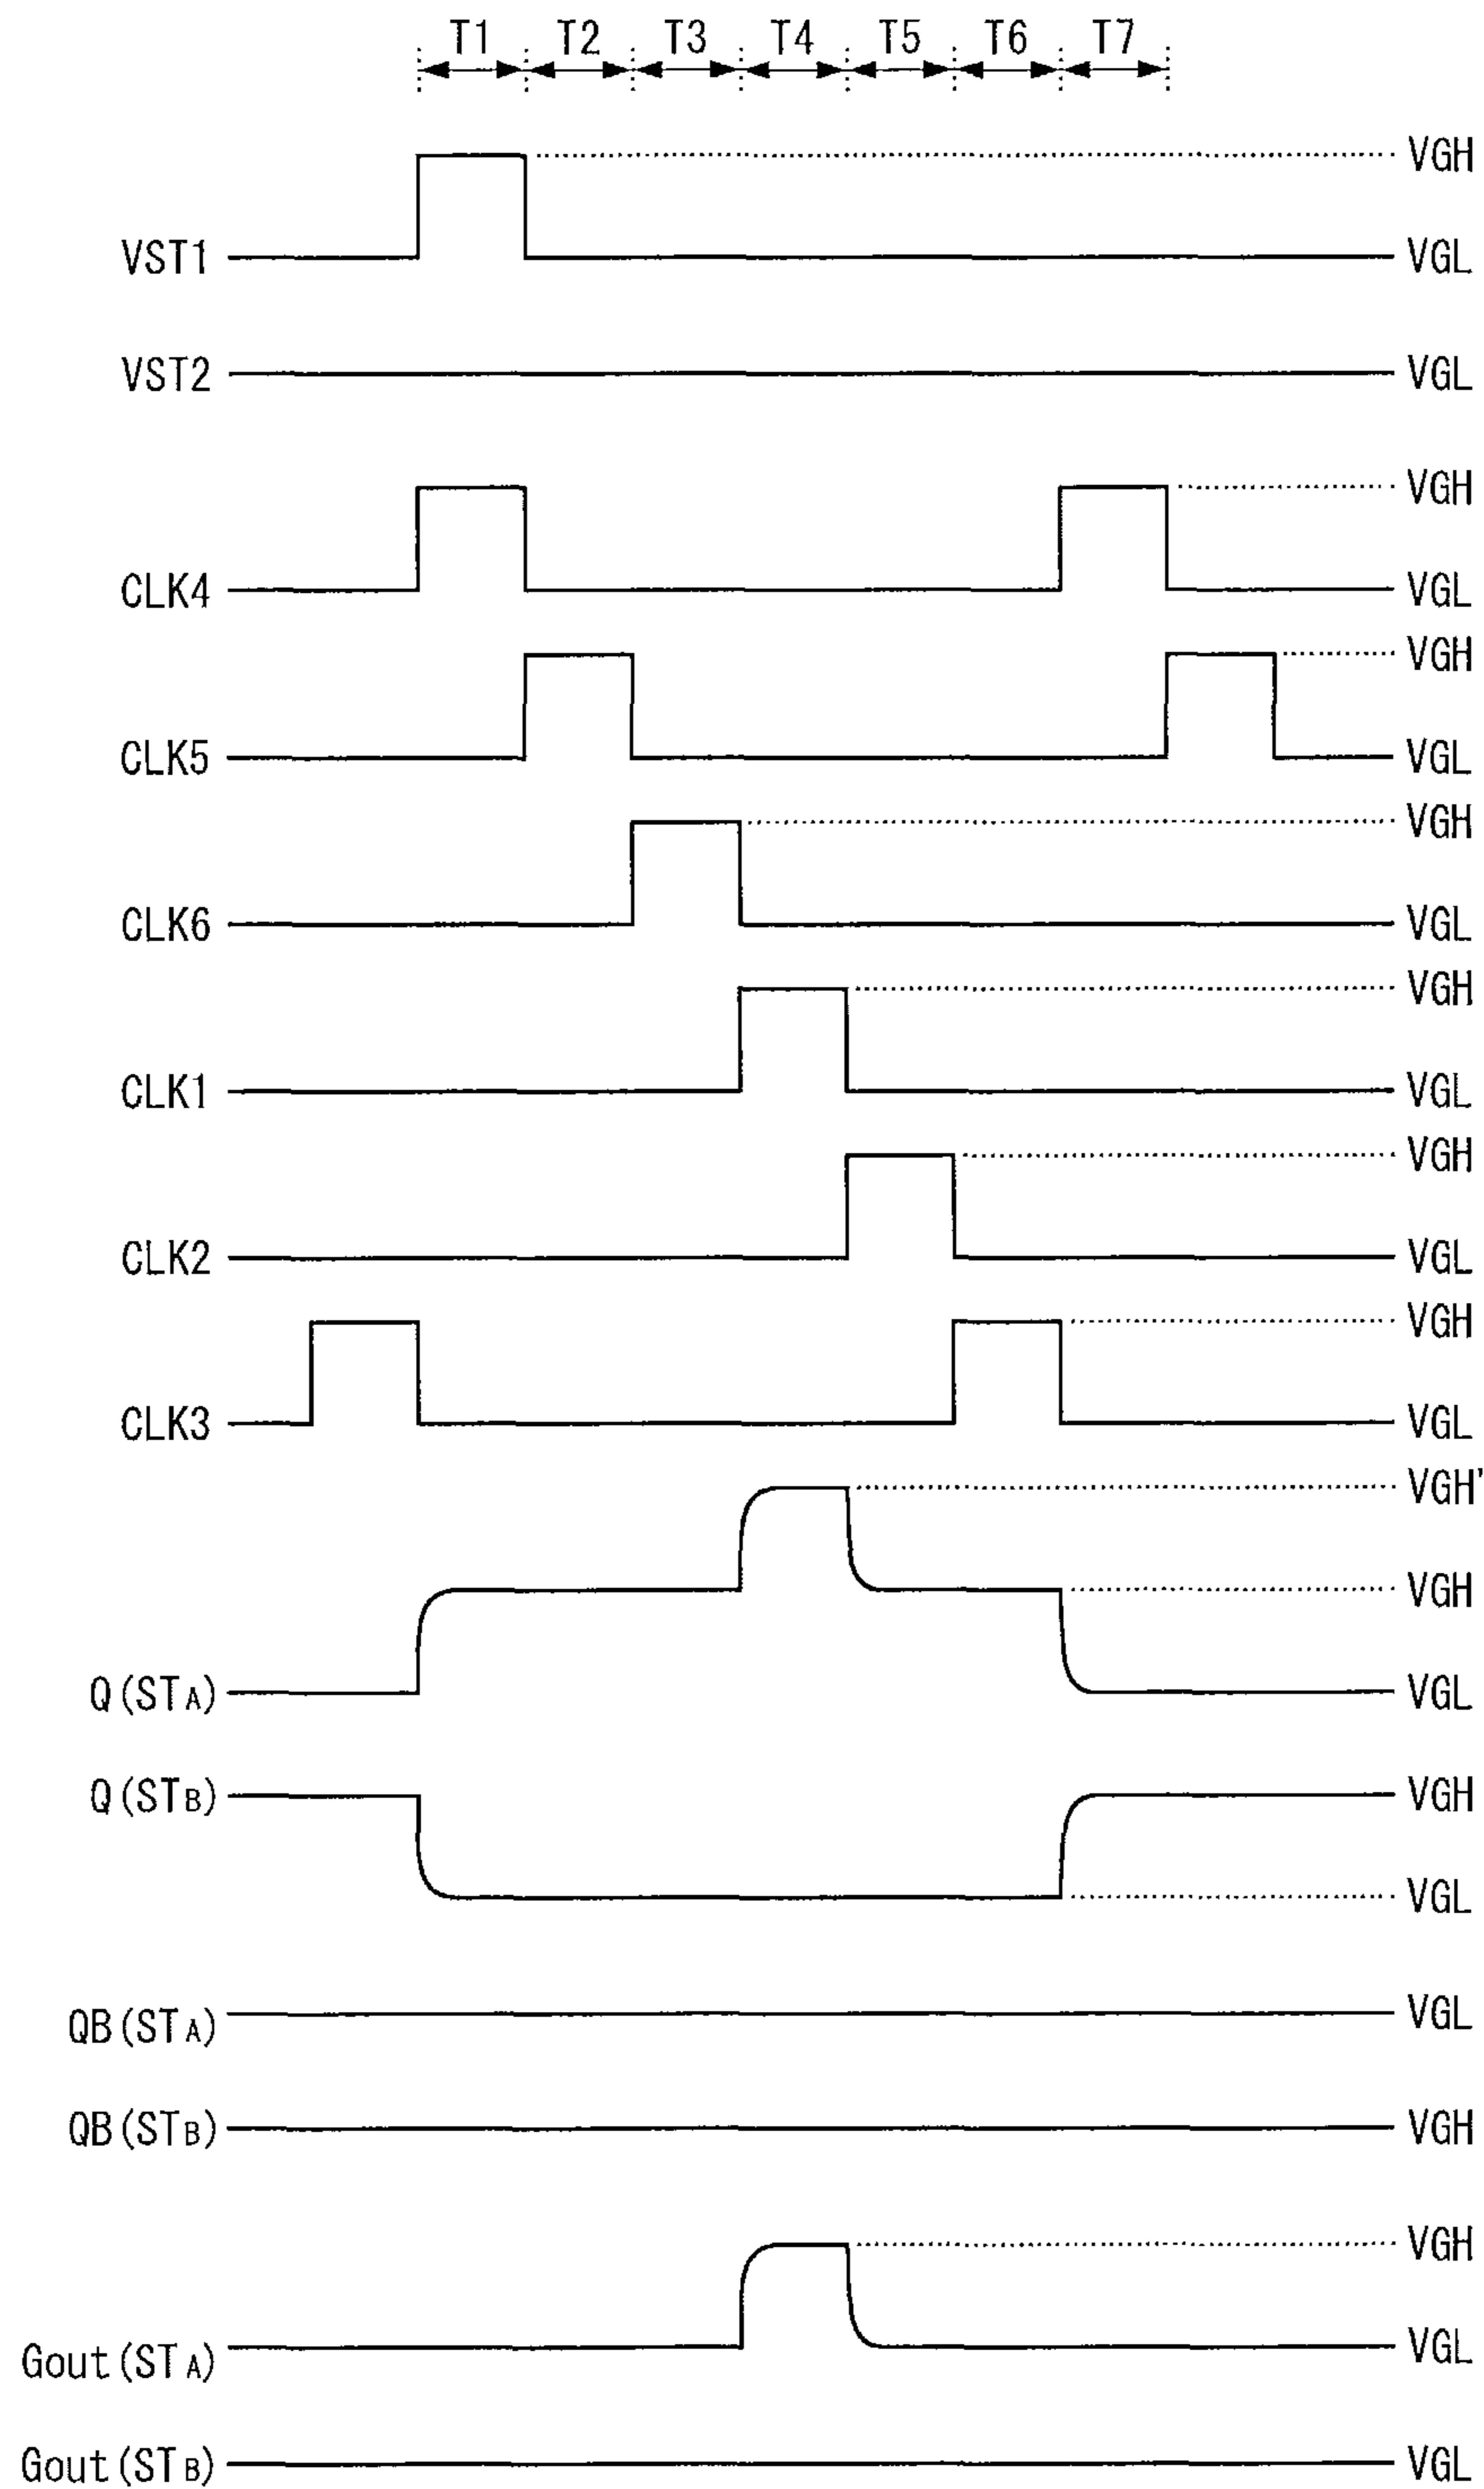 T1 T2 T3 T4 T5 T6 T7
VGH
VST1 VGL
VST2 VGL
VGH
CLK4 VGL
VGH
CLK5 VGL
VGH
CLK6 VGL
VGH
CLK1 VGL
VGH
CLK2 VGL
VGH
CLK3 VGL
VGH'
VGH
Q(STA) VGL
Q(STB) VGH
VGL
QB(STA) VGL
QB(STB) VGH
VGH
Gout(STA) VGL
Gout(STB) VGL